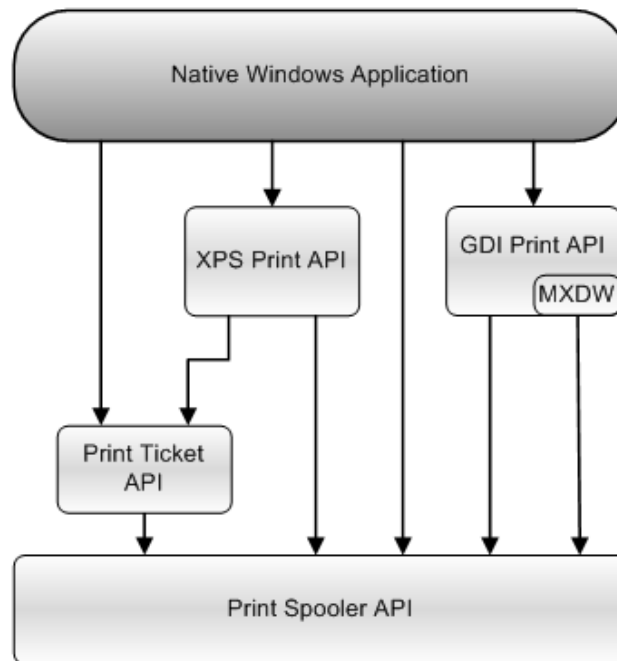 Native Windows Application
XPS Print API
GDI Print API
MXDW
Print Ticket
API
Print Spooler API